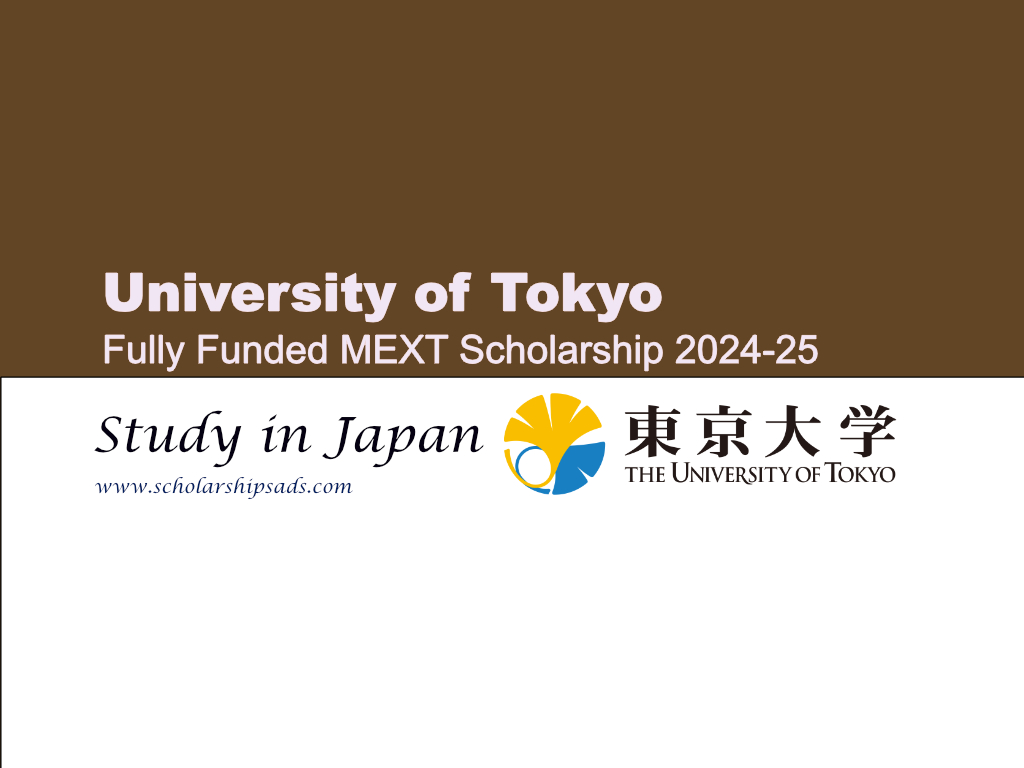 University of Tokyo
Fully Funded MEXT Scholarship 2024-25
Study in Japan
www.scholarshipsads.com
東京大学
THE UNIVERSITY OF TOKYO